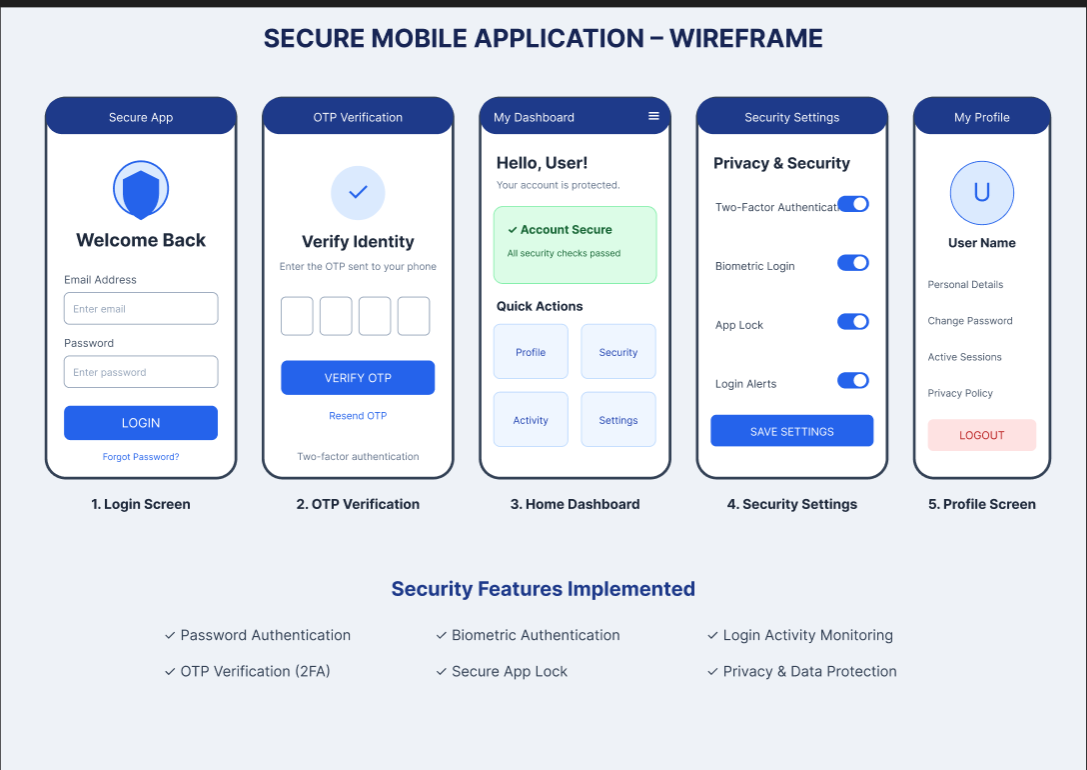 SECURE MOBILE APPLICATION – WIREFRAME
Secure App
Welcome Back
Email Address
Enter email
Password
Enter password
LOGIN
Forgot Password?
1. Login Screen
OTP Verification
✓
Verify Identity
Enter the OTP sent to your phone
VERIFY OTP
Resend OTP
Two-factor authentication
2. OTP Verification
My Dashboard
Hello, User!
Your account is protected.
✓ Account Secure
All security checks passed
Quick Actions
Profile
Security
Activity
Settings
3. Home Dashboard
Security Settings
Privacy & Security
Two-Factor Authenticati
Biometric Login
App Lock
Login Alerts
SAVE SETTINGS
4. Security Settings
My Profile
U
User Name
Personal Details
Change Password
Active Sessions
Privacy Policy
LOGOUT
5. Profile Screen
Security Features Implemented
✓ Password Authentication
✓ Biometric Authentication
✓ Login Activity Monitoring
✓ OTP Verification (2FA)
✓ Secure App Lock
✓ Privacy & Data Protection